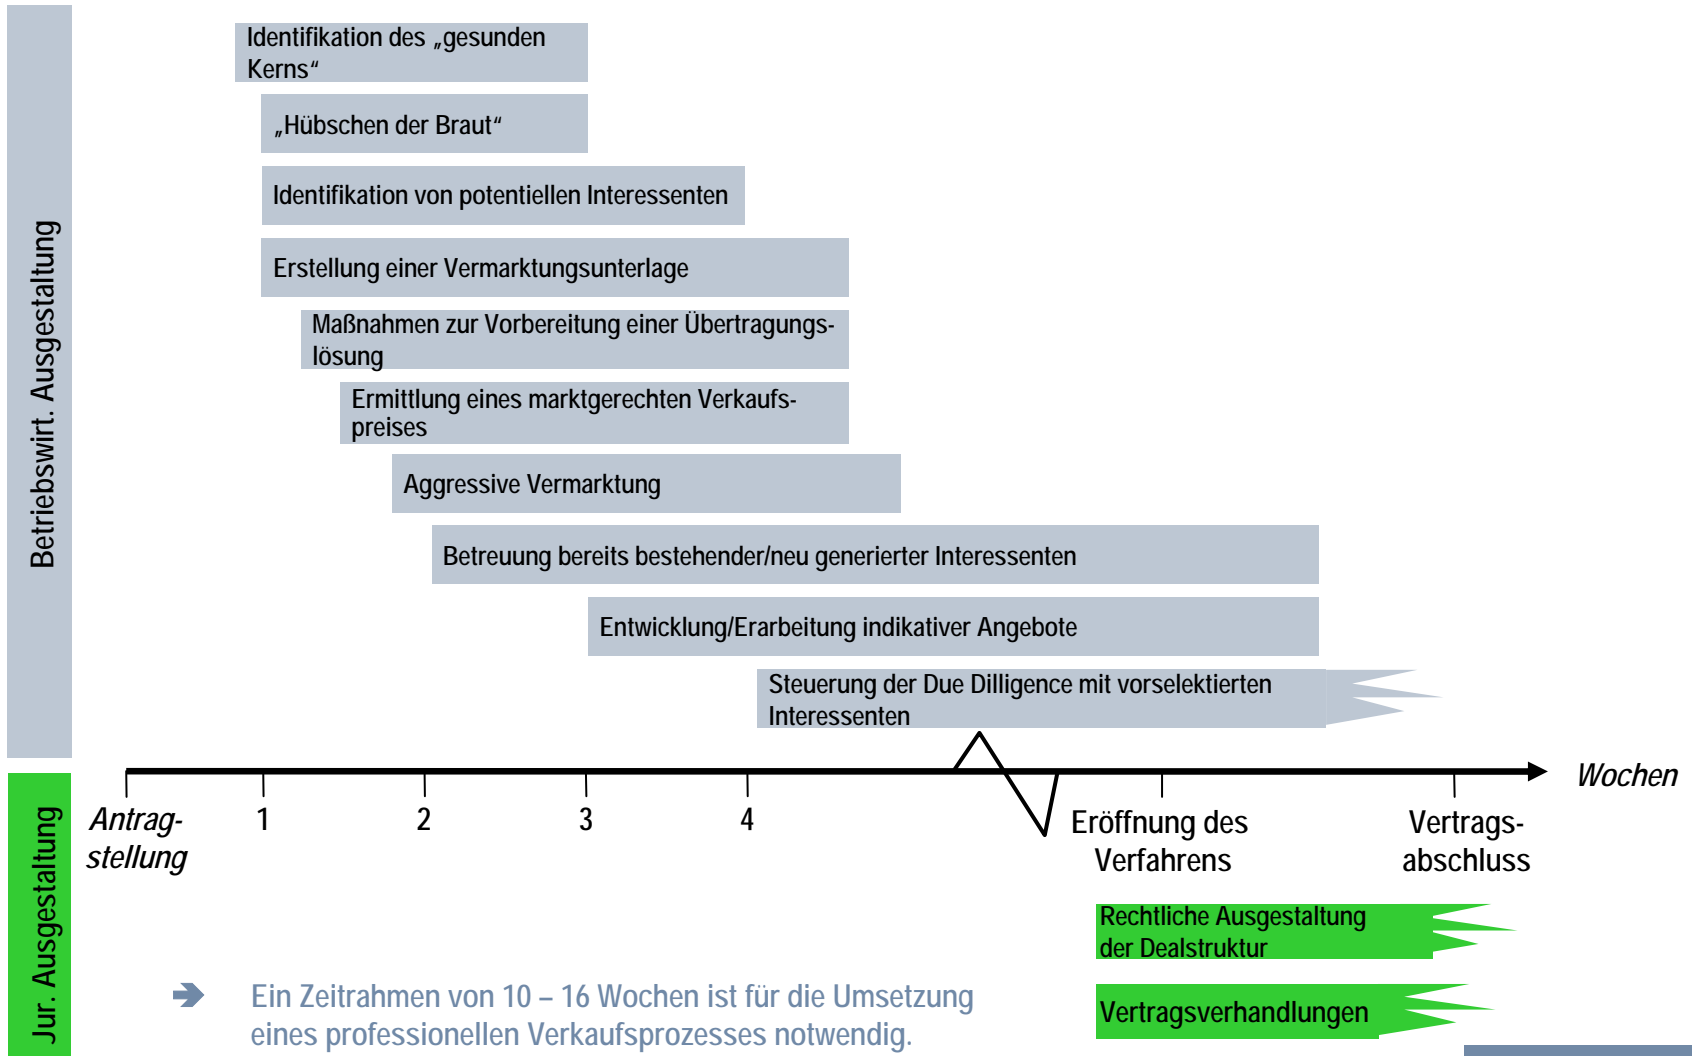 Betriebswirt. Ausgestaltung
Identifikation des „gesunden
Kerns“
„Hübschen der Braut“
Identifikation von potentiellen Interessenten
Erstellung einer Vermarktungsunterlage
Maßnahmen zur Vorbereitung einer Übertragungs-
lösung
Ermittlung eines marktgerechten Verkaufs-
preises
Aggressive Vermarktung
Betreuung bereits bestehender/neu generierter Interessenten
Entwicklung/Erarbeitung indikativer Angebote
Steuerung der Due Dilligence mit vorselektierten
Interessenten
Wochen
Antrag-
stellung
1
2
3
4
Eröffnung des
Verfahrens
Vertrags-
abschluss
Jur. Ausgestaltung
Rechtliche Ausgestaltung
der Dealstruktur
Vertragsverhandlungen
Ein Zeitrahmen von 10 – 16 Wochen ist für die Umsetzung
eines professionellen Verkaufsprozesses notwendig.